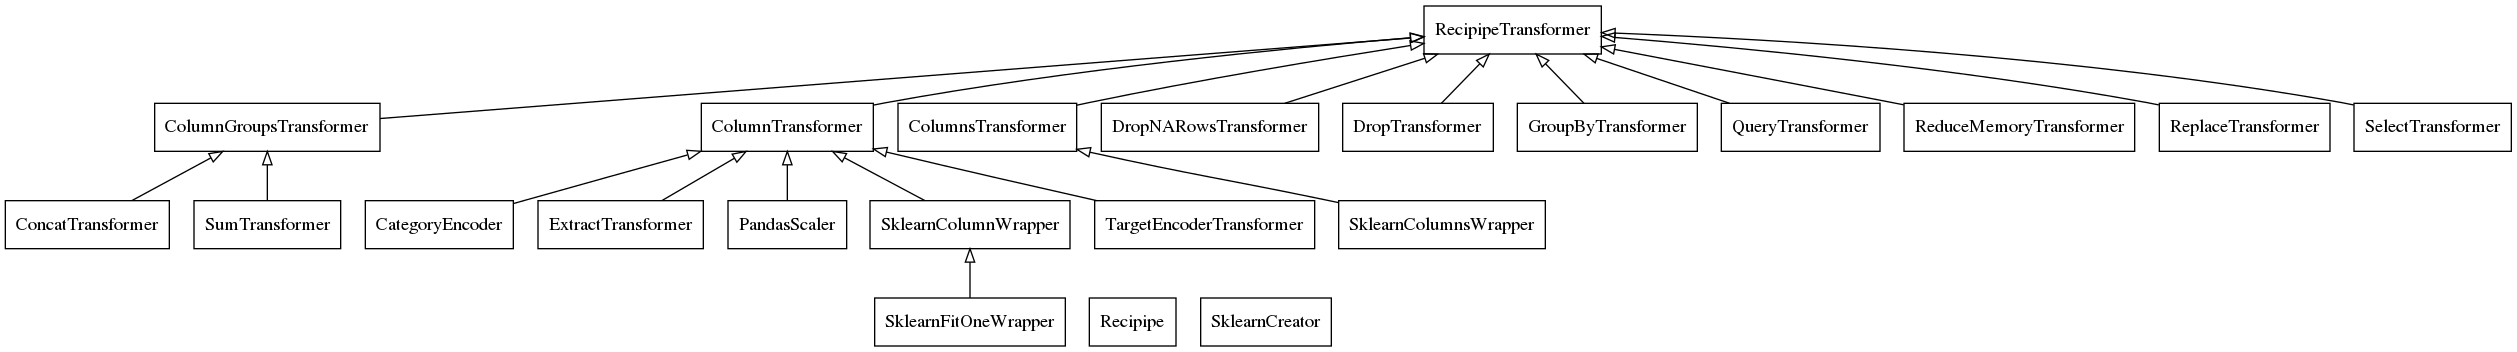 RecipipeTransformer
ColumnGroupsTransformer
ColumnTransformer
ColumnsTransformer
DropNARowsTransformer
DropTransformer
GroupByTransformer
QueryTransformer
ReduceMemoryTransformer
ReplaceTransformer
SelectTransformer
ConcatTransformer
SumTransformer
CategoryEncoder
ExtractTransformer
PandasScaler
SklearnColumnWrapper
TargetEncoderTransformer
SklearnColumnsWrapper
SklearnFitOneWrapper
Recipipe
SklearnCreator